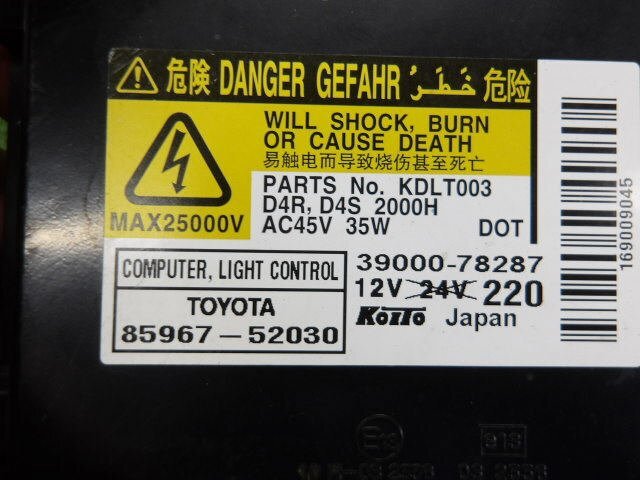 危険 DANGER GEFAHR خطر 危险
WILL SHOCK, BURN
OR CAUSE DEATH
易触电而导致烧伤甚至死亡
MAX25000V
PARTS No. KDLT003
D4R, D4S 2000H
AC45V 35W DOT
COMPUTER, LIGHT CONTROL
TOYOTA
85967-52030
39000-78287
12V 24V 220
KOITO Japan
169009045
E13